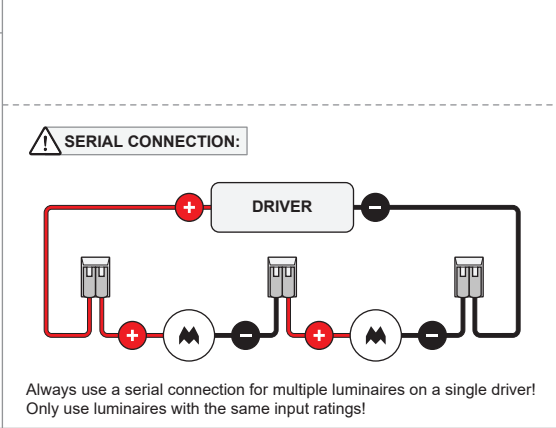 SERIAL CONNECTION:
+ DRIVER −
+ − + −
Always use a serial connection for multiple luminaires on a single driver!
Only use luminaires with the same input ratings!